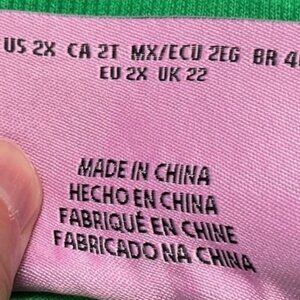 US 2X CA 2T MX/ECU 2EG BR
EU 2X UK 22
MADE IN CHINA
HECHO EN CHINA
FABRIQUÉ EN CHINE
FABRICADO NA CHINA